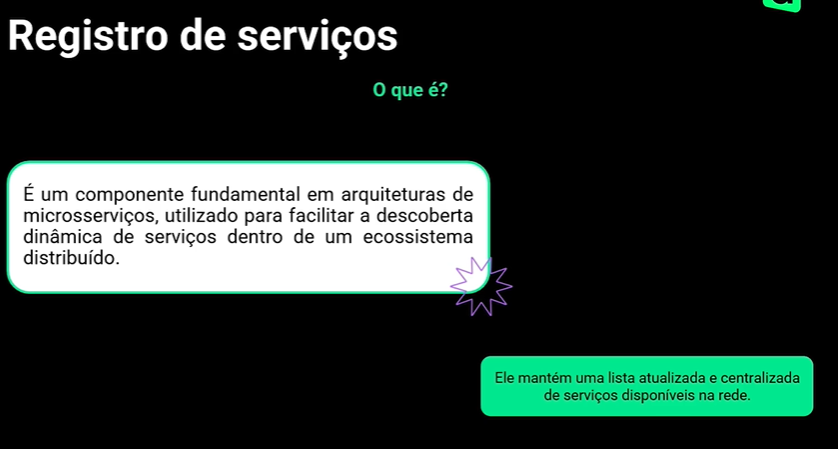 Registro de serviços
O que é?
É um componente fundamental em arquiteturas de
microsserviços, utilizado para facilitar a descoberta
dinâmica de serviços dentro de um ecossistema
distribuído.
Ele mantém uma lista atualizada e centralizada
de serviços disponíveis na rede.